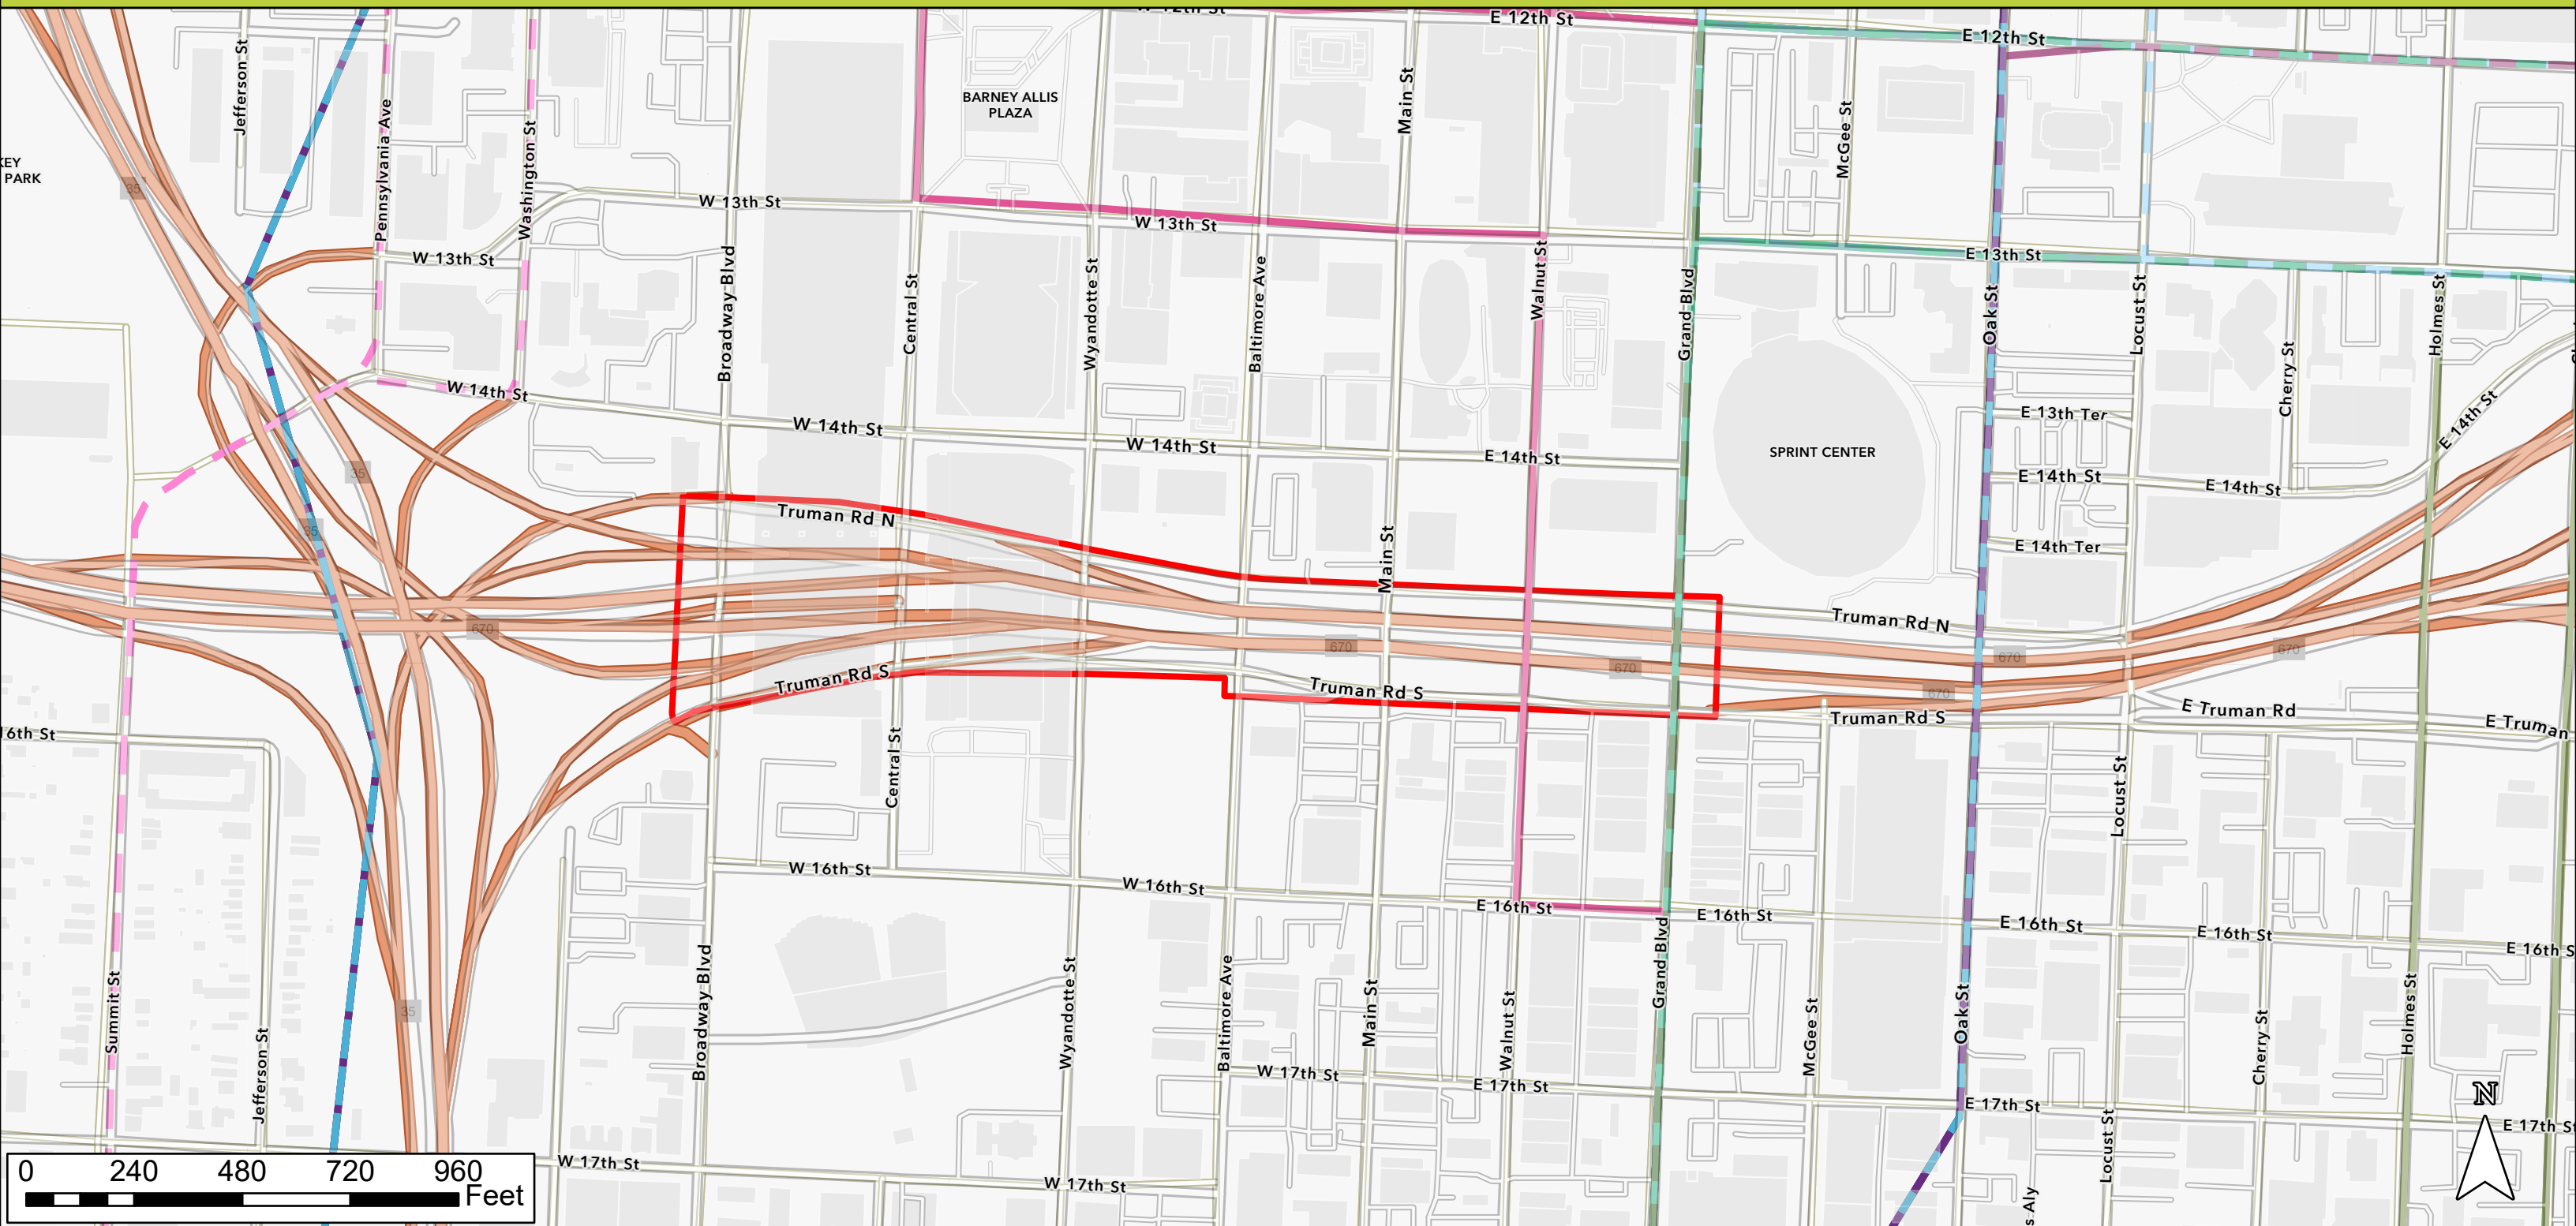 W 12th St
E 12th St
E 12th St
Jefferson St
Pennsylvania Ave
Washington St
BARNEY ALLIS
PLAZA
Main St
McGee St
PARK
35
W 13th St
W 13th St
W 13th St
E 13th St
Broadway Blvd
Central St
Wyandotte St
Baltimore Ave
Walnut St
Grand Blvd
Oak St
Locust St
Cherry St
Holmes St
W 14th St
W 14th St
W 14th St
E 14th St
SPRINT CENTER
E 13th Ter
E 14th St
E 14th St
E 14th St
E 14th Ter
35
35
Truman Rd N
Main St
Truman Rd N
670
670
670
670
670
670
Truman Rd S
Truman Rd S
Truman Rd S
E Truman Rd
E Truman
16th St
Central St
Locust St
W 16th St
W 16th St
E 16th St
E 16th St
E 16th St
E 16th St
E 16th S
Summit St
Jefferson St
35
Broadway Blvd
Wyandotte St
Baltimore Ave
Main St
Walnut St
Grand Blvd
McGee St
Oak St
Locust St
Cherry St
Holmes St
W 17th St
E 17th St
E 17th St
E 17th St
W 17th St
W 17th St
s Aly
N
0 240 480 720 960
Feet